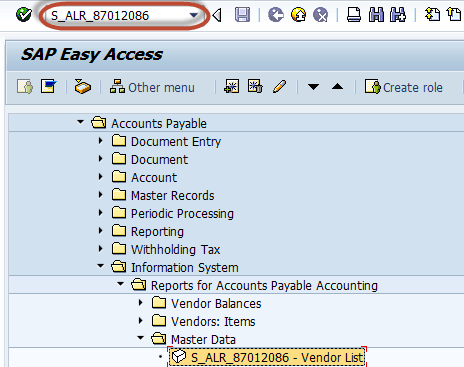 S_ALR_87012086
SAP Easy Access
Other menu Create role
Accounts Payable
Document Entry
Document
Account
Master Records
Periodic Processing
Reporting
Withholding Tax
Information System
Reports for Accounts Payable Accounting
Vendor Balances
Vendors: Items
Master Data
S_ALR_87012086 - Vendor List